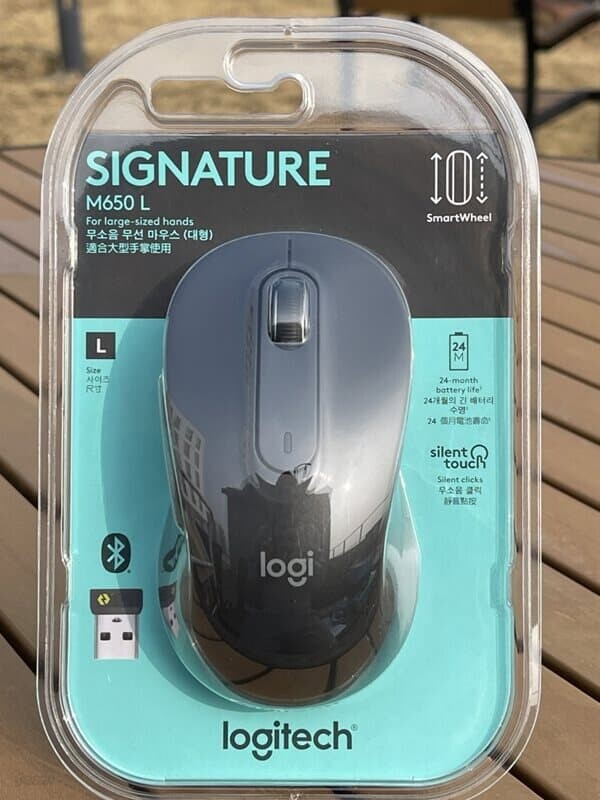 SIGNATURE
M650 L
For large-sized hands
무소음 무선 마우스 (대형)
適合大型手掌使用
SmartWheel
L
Size
사이즈
尺寸
24
M
24-month
battery life¹
24개월의 긴 배터리
수명¹
24 個月電池壽命¹
silent
touch
Silent clicks
무소음 클릭
靜音點按
logi
logitech®